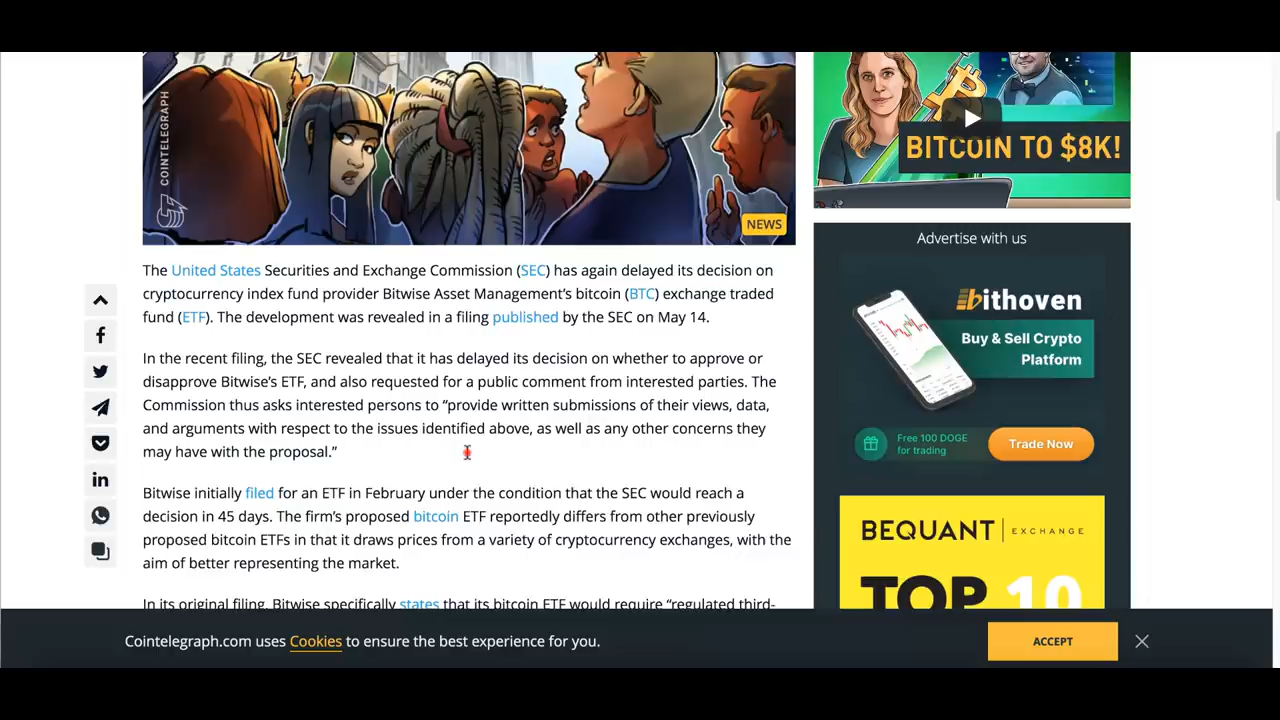 COINTELEGRAPH
NEWS
The United States Securities and Exchange Commission (SEC) has again delayed its decision on
cryptocurrency index fund provider Bitwise Asset Management’s bitcoin (BTC) exchange traded
fund (ETF). The development was revealed in a filing published by the SEC on May 14.
In the recent filing, the SEC revealed that it has delayed its decision on whether to approve or
disapprove Bitwise’s ETF, and also requested for a public comment from interested parties. The
Commission thus asks interested persons to “provide written submissions of their views, data,
and arguments with respect to the issues identified above, as well as any other concerns they
may have with the proposal.”
Bitwise initially filed for an ETF in February under the condition that the SEC would reach a
decision in 45 days. The firm’s proposed bitcoin ETF reportedly differs from other previously
proposed bitcoin ETFs in that it draws prices from a variety of cryptocurrency exchanges, with the
aim of better representing the market.
In its original filing, Bitwise specifically states that its bitcoin ETF would require “regulated third-
BITCOIN TO $8K!
Advertise with us
bithoven
Buy & Sell Crypto
Platform
Free 100 DOGE
for trading
Trade Now
BEQUANT | EXCHANGE
TOP 10
Cointelegraph.com uses Cookies to ensure the best experience for you.
ACCEPT